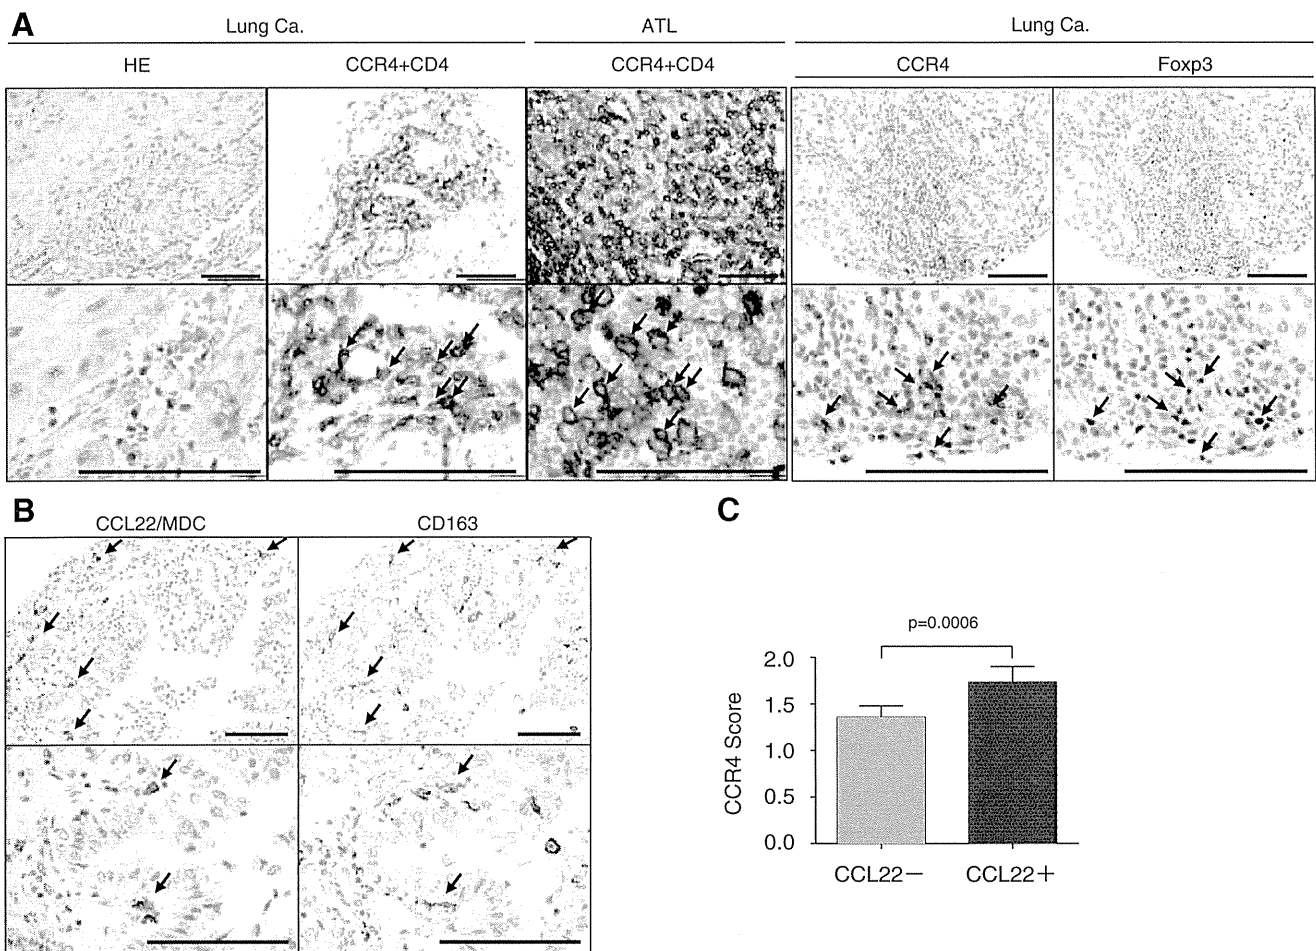 A
Lung Ca.
ATL
Lung Ca.
HE
CCR4+CD4
CCR4+CD4
CCR4
Foxp3
B
CCL22/MDC
CD163
C
p=0.0006
2.0
1.5
1.0
0.5
0.0
CCR4 Score
CCL22－
CCL22＋